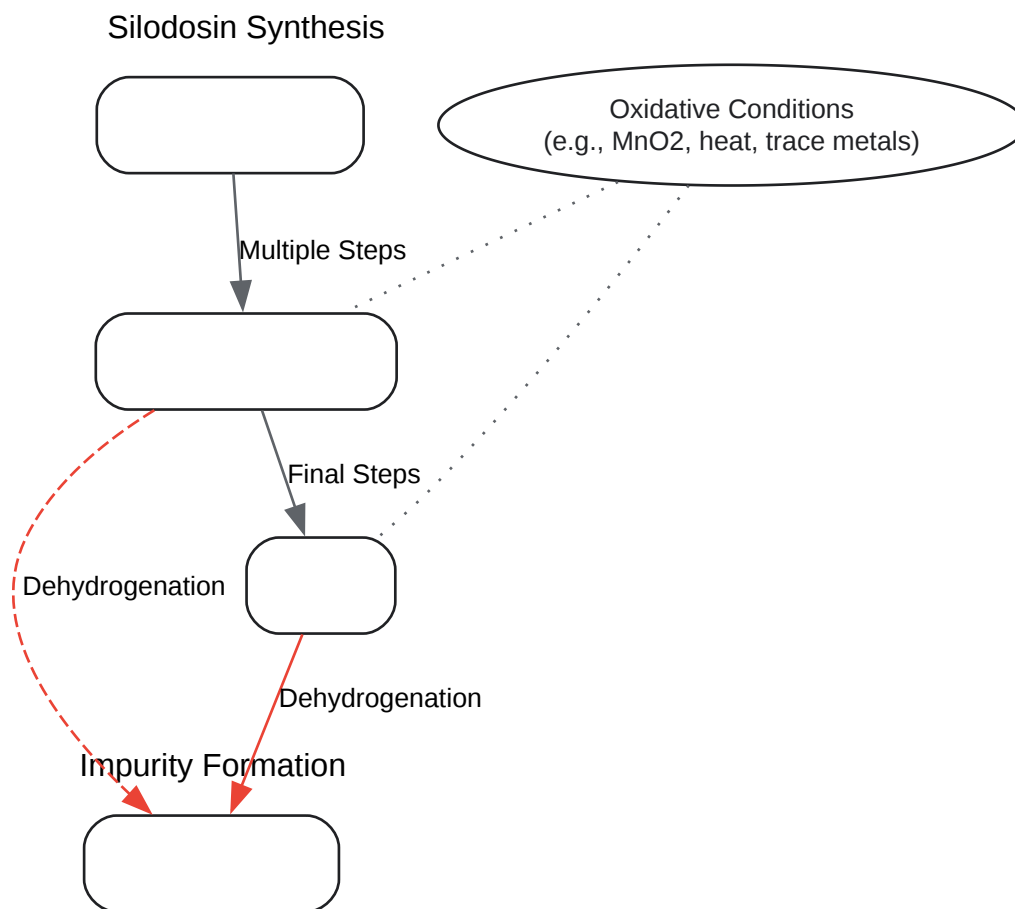 Silodosin Synthesis
Oxidative Conditions
(e.g., MnO2, heat, trace metals)
Multiple Steps
Final Steps
Dehydrogenation
Dehydrogenation
Impurity Formation